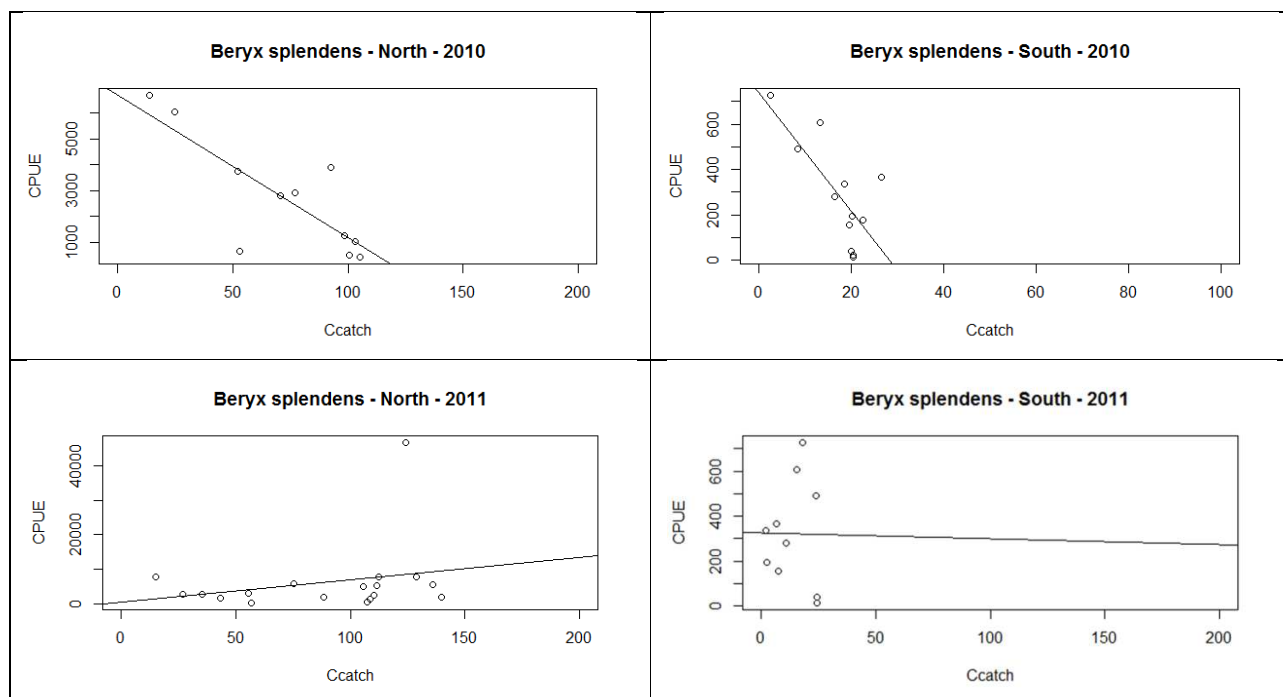 Beryx splendens - North - 2010
CPUE
1000 3000 5000
0 50 100 150 200
Ccatch
Beryx splendens - South - 2010
CPUE
0 200 400 600
0 20 40 60 80 100
Ccatch
Beryx splendens - North - 2011
CPUE
0 20000 40000
0 50 100 150 200
Ccatch
Beryx splendens - South - 2011
CPUE
0 200 400 600
0 50 100 150 200
Ccatch